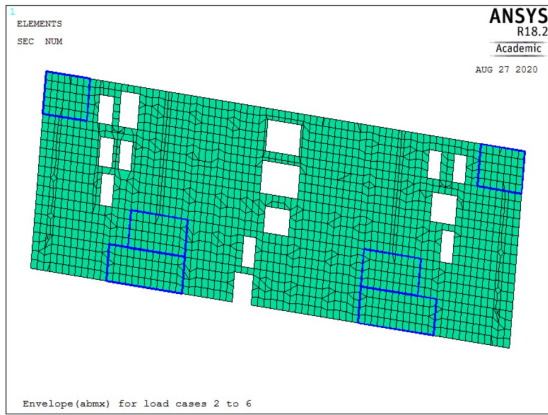 1
ELEMENTS
SEC NUM
ANSYS
R18.2
Academic
AUG 27 2020
Envelope(abmx) for load cases 2 to 6